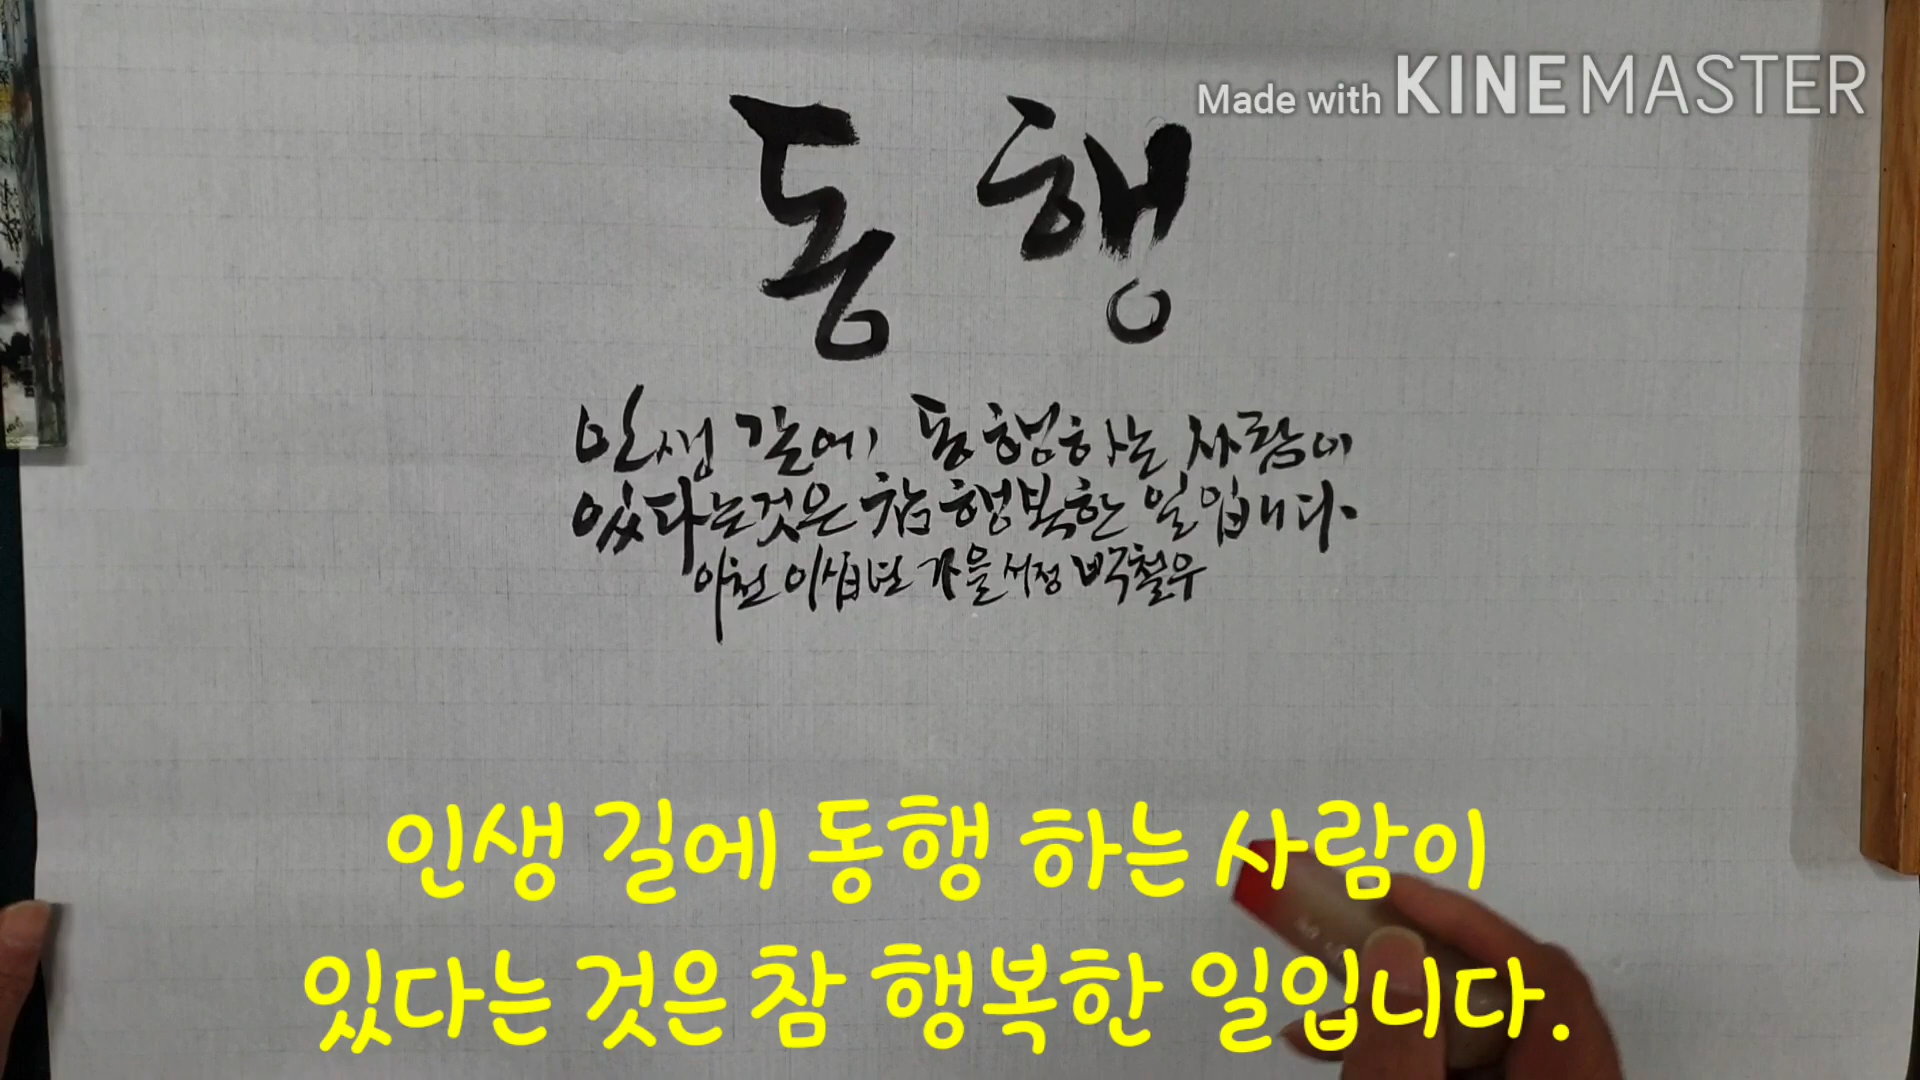 Made with KINEMASTER
동행
인생 길에 동행하는 사람이
있다는것은 참 행복한 일입니다.
이천 이십년 가을 서정 박철우
인생 길에 동행 하는 사람이
있다는 것은 참 행복한 일입니다.